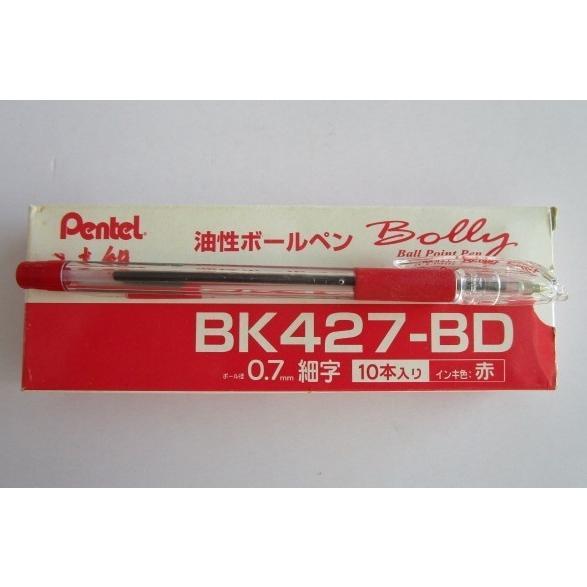 Pentel
油性ボールペン
Bolly
Ball Point Pen
BK427-BD
ボール径 0.7mm 細字 10本入り インキ色:赤